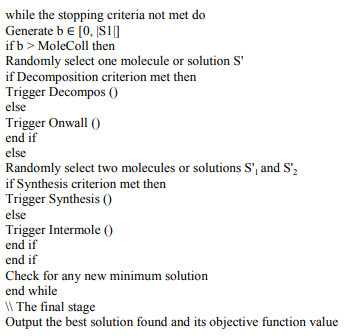 while the stopping criteria not met do
Generate b ∈ [0, |S1|]
if b > MoleColl then
Randomly select one molecule or solution S'
if Decomposition criterion met then
Trigger Decompos ()
else
Trigger Onwall ()
end if
else
Randomly select two molecules or solutions S'₁ and S'₂
if Synthesis criterion met then
Trigger Synthesis ()
else
Trigger Intermole ()
end if
end if
Check for any new minimum solution
end while
\\ The final stage
Output the best solution found and its objective function value